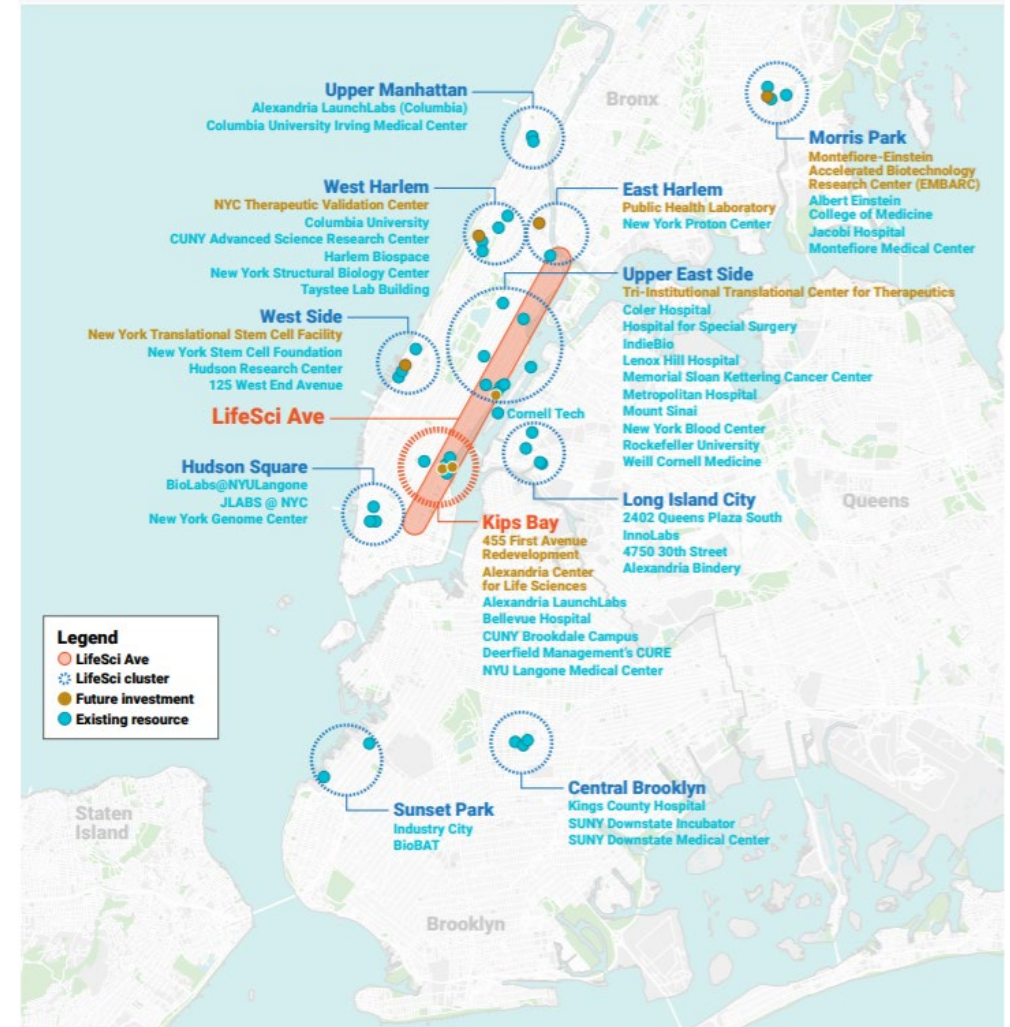 Upper Manhattan
Alexandria LaunchLabs (Columbia)
Columbia University Irving Medical Center
Bronx
Morris Park
Montefiore-Einstein
Accelerated Biotechnology
Research Center (EMBARC)
Albert Einstein
College of Medicine
Jacobi Hospital
Montefiore Medical Center
West Harlem
NYC Therapeutic Validation Center
Columbia University
CUNY Advanced Science Research Center
Harlem Biospace
New York Structural Biology Center
Taystee Lab Building
East Harlem
Public Health Laboratory
New York Proton Center
Upper East Side
Tri-Institutional Translational Center for Therapeutics
Coler Hospital
Hospital for Special Surgery
IndieBio
Lenox Hill Hospital
Memorial Sloan Kettering Cancer Center
Metropolitan Hospital
Mount Sinai
New York Blood Center
Rockefeller University
Weill Cornell Medicine
West Side
New York Translational Stem Cell Facility
New York Stem Cell Foundation
Hudson Research Center
125 West End Avenue
LifeSci Ave
Cornell Tech
Hudson Square
BioLabs@NYULangone
JLABS @ NYC
New York Genome Center
Long Island City
2402 Queens Plaza South
InnoLabs
4750 30th Street
Alexandria Bindery
Queens
Kips Bay
455 First Avenue
Redevelopment
Alexandria Center
for Life Sciences
Alexandria LaunchLabs
Bellevue Hospital
CUNY Brookdale Campus
Deerfield Management's CURE
NYU Langone Medical Center
Legend
LifeSci Ave
LifeSci cluster
Future investment
Existing resource
Staten
Island
Sunset Park
Industry City
BioBAT
Central Brooklyn
Kings County Hospital
SUNY Downstate Incubator
SUNY Downstate Medical Center
Brooklyn